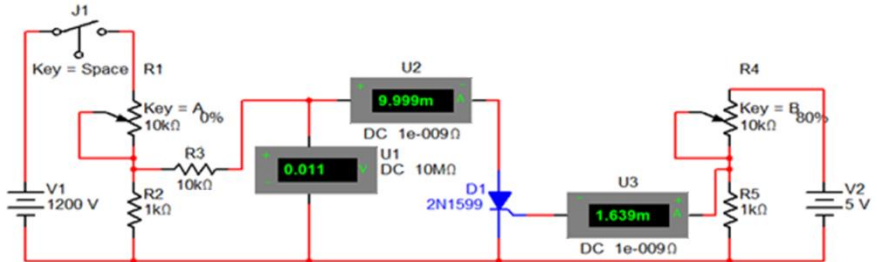 J1
Key = Space
R1
Key = A
0%
10kΩ
R3
10kΩ
V1
1200 V
R2
1kΩ
U2
9.999m
A
DC 1e-009Ω
U1
0.011
V
DC 10MΩ
D1
2N1599
U3
1.639m
A
DC 1e-009Ω
R4
Key = B
80%
10kΩ
R5
1kΩ
V2
5 V